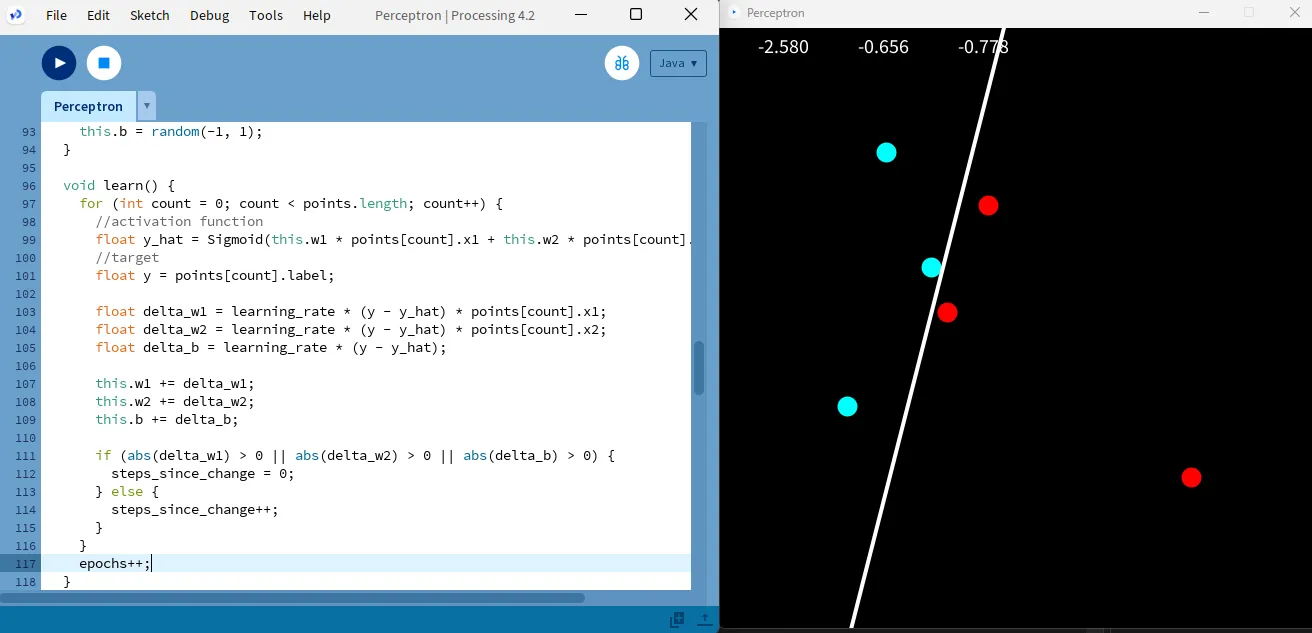 File Edit Sketch Debug Tools Help Perceptron | Processing 4.2
Java ▾
Perceptron ▾
93 this.b = random(-1, 1);
94 }
95
96 void learn() {
97 for (int count = 0; count < points.length; count++) {
98 //activation function
99 float y_hat = Sigmoid(this.w1 * points[count].x1 + this.w2 * points[count].
100 //target
101 float y = points[count].label;
102
103 float delta_w1 = learning_rate * (y - y_hat) * points[count].x1;
104 float delta_w2 = learning_rate * (y - y_hat) * points[count].x2;
105 float delta_b = learning_rate * (y - y_hat);
106
107 this.w1 += delta_w1;
108 this.w2 += delta_w2;
109 this.b += delta_b;
110
111 if (abs(delta_w1) > 0 || abs(delta_w2) > 0 || abs(delta_b) > 0) {
112 steps_since_change = 0;
113 } else {
114 steps_since_change++;
115 }
116 }
117 epochs++;
118 }
Perceptron
-2.580 -0.656 -0.778